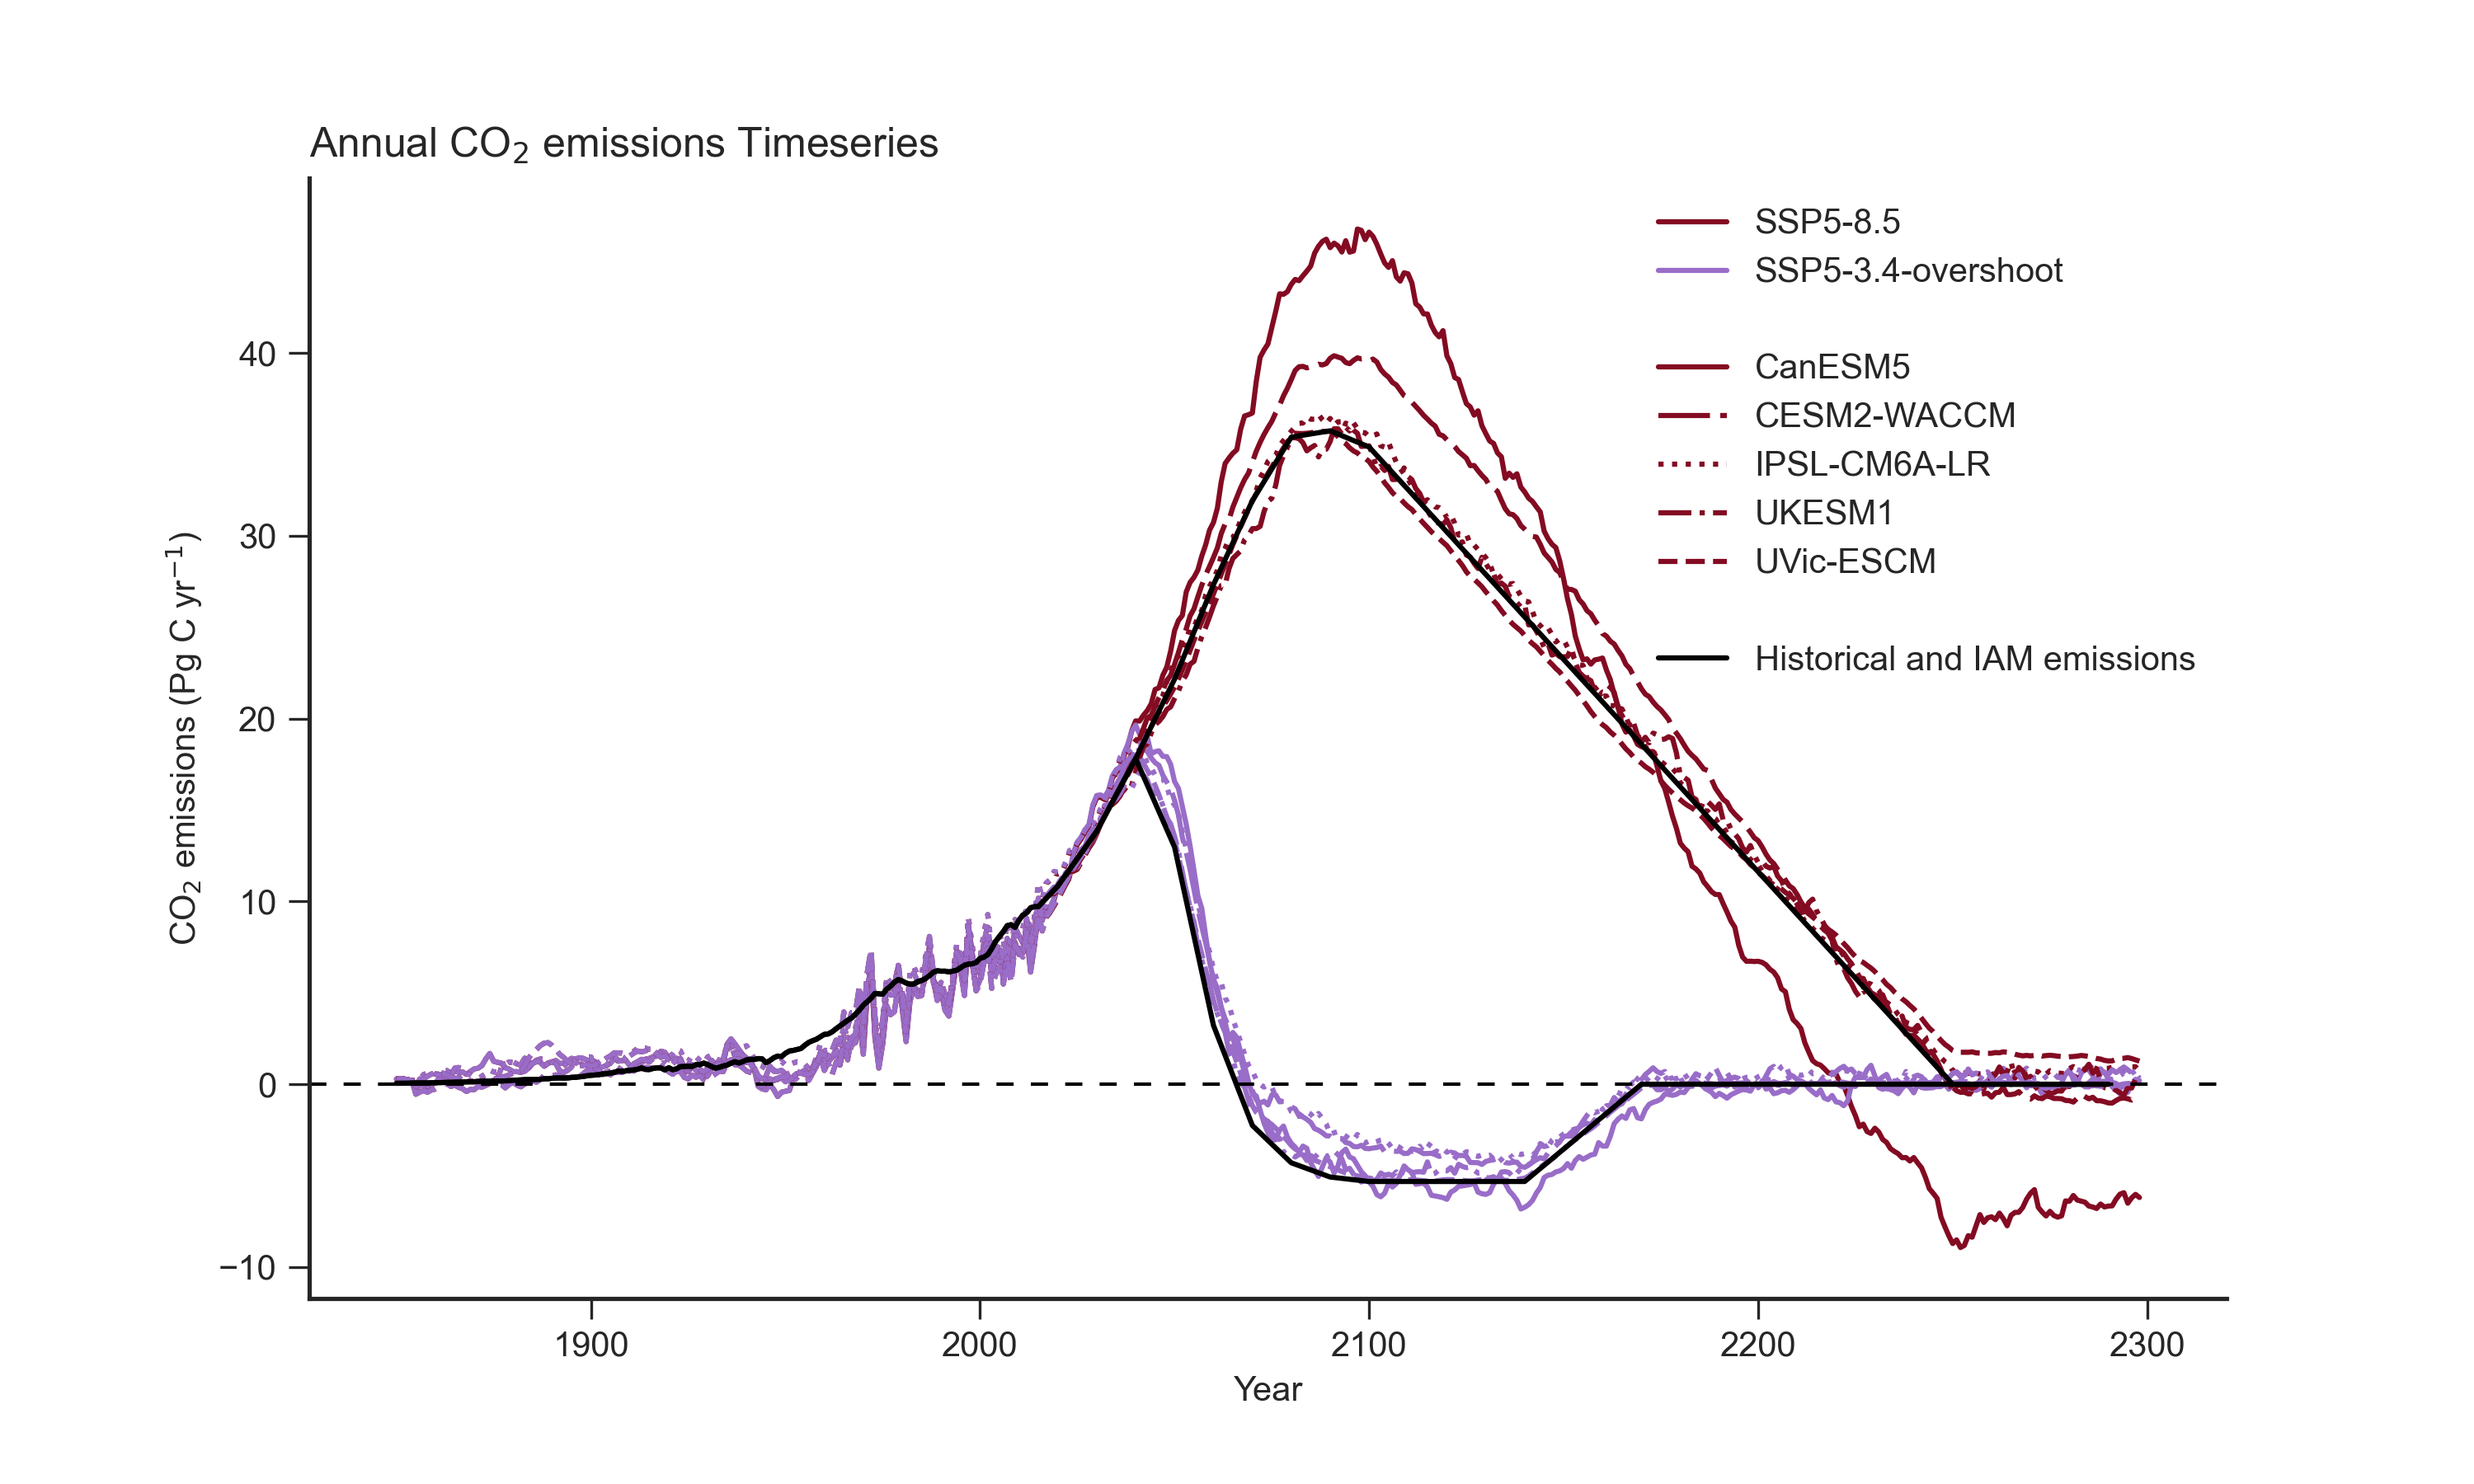 Annual CO₂ emissions Timeseries
SSP5-8.5
SSP5-3.4-overshoot
CanESM5
CESM2-WACCM
IPSL-CM6A-LR
UKESM1
UVic-ESCM
Historical and IAM emissions
CO₂ emissions (Pg C yr⁻¹)
40
30
20
10
0
−10
1900
2000
2100
2200
2300
Year